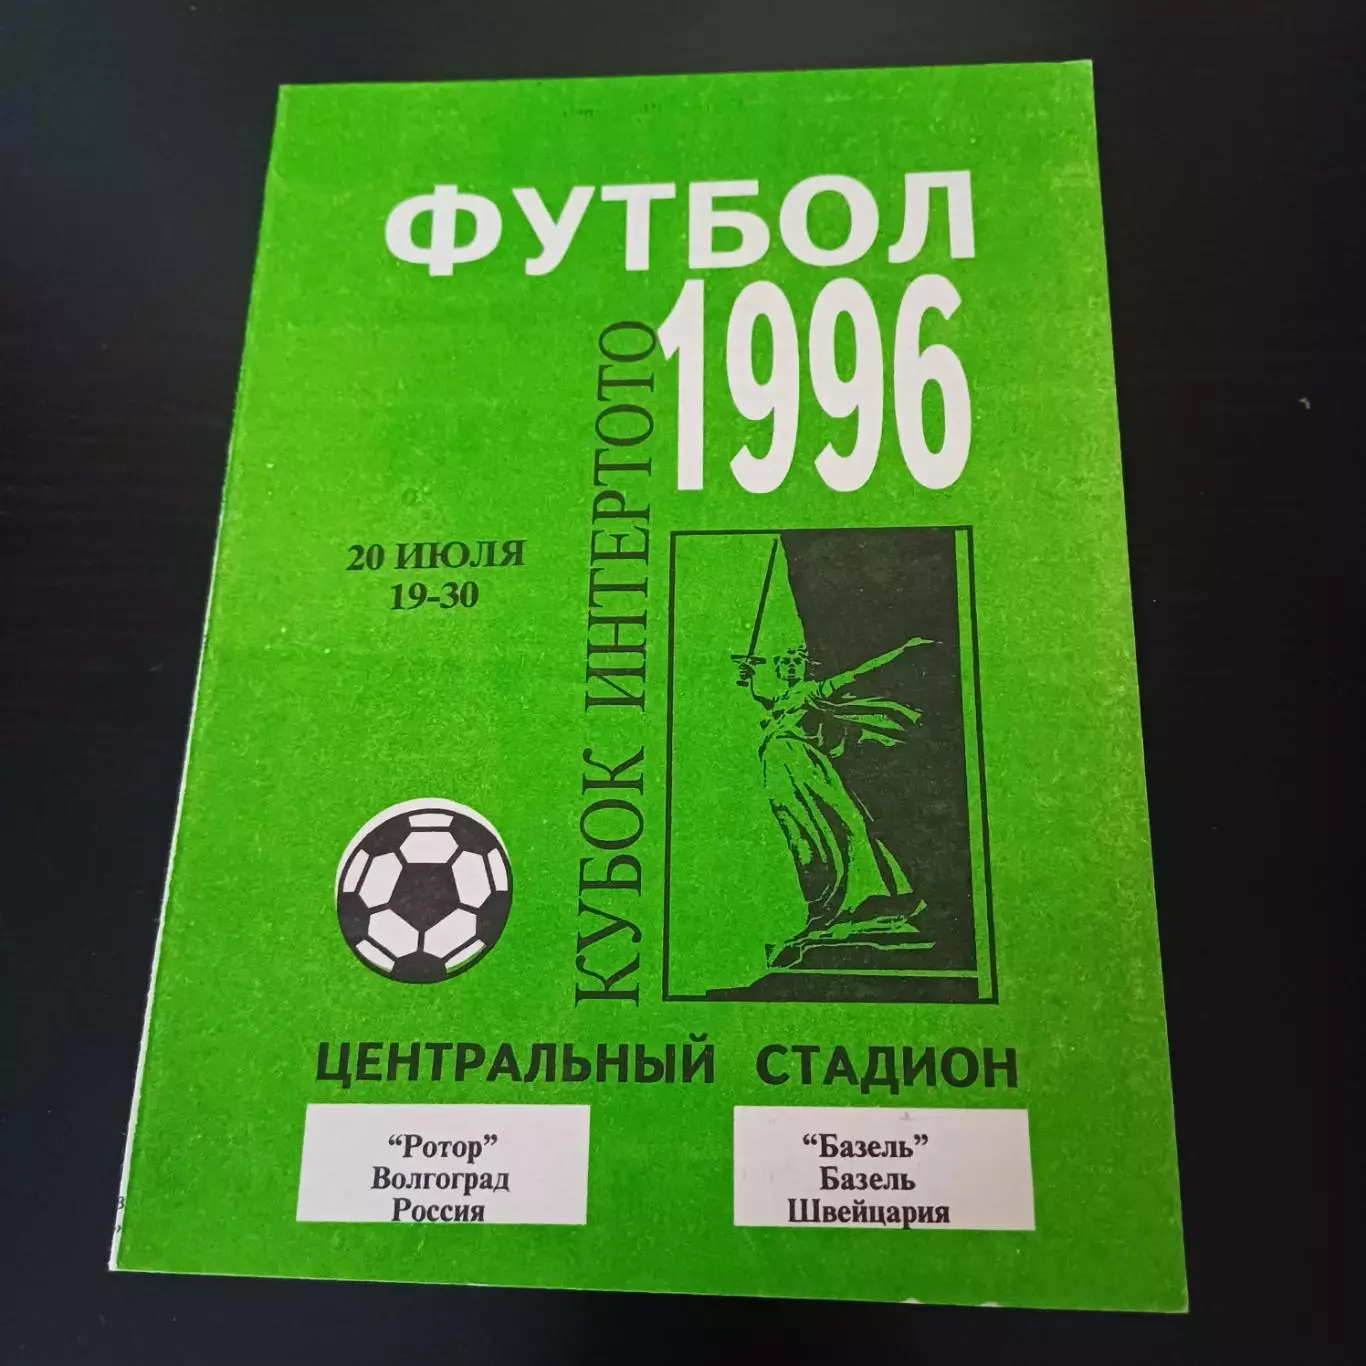 ФУТБОЛ
1996
КУБОК ИНТЕРТОТО
20 ИЮЛЯ
19-30
ЦЕНТРАЛЬНЫЙ СТАДИОН
“Ротор”
Волгоград
Россия
“Базель”
Базель
Швейцария